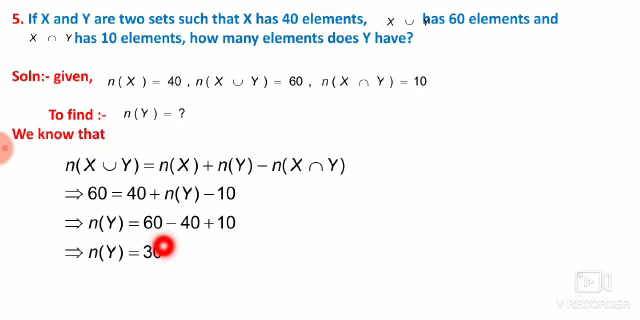 5. If X and Y are two sets such that X has 40 elements, X ∪ Y has 60 elements and
X ∩ Y has 10 elements, how many elements does Y have?
Soln:- given, n ( X ) = 40 , n ( X ∪ Y ) = 60 , n ( X ∩ Y ) = 10
To find :- n ( Y ) = ?
We know that
n(X ∪ Y) = n(X) + n(Y) − n(X ∩ Y)
⇒ 60 = 40 + n(Y) − 10
⇒ n(Y) = 60 − 40 + 10
⇒ n(Y) = 30
V RECORDER